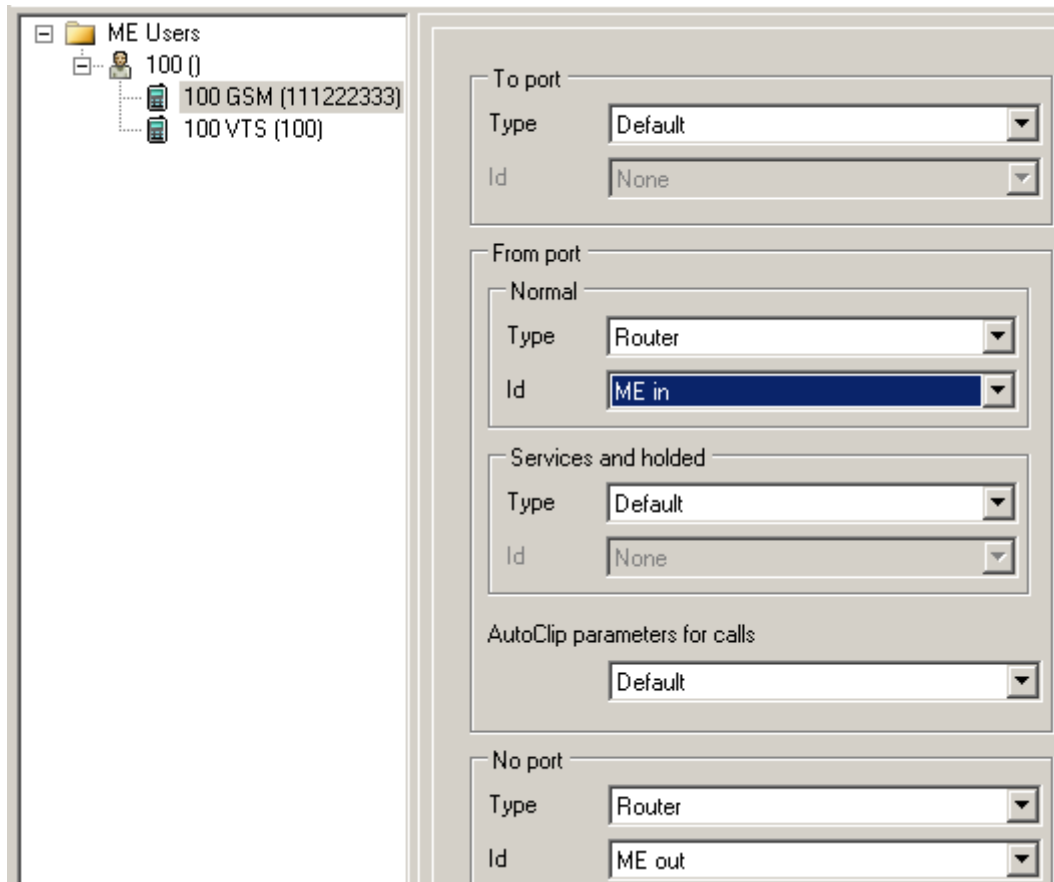 ME Users
100 ()
100 GSM (111222333)
100 VTS (100)
To port
Type Default
Id None
From port
Normal
Type Router
Id ME in
Services and holded
Type Default
Id None
AutoClip parameters for calls
Default
No port
Type Router
Id ME out